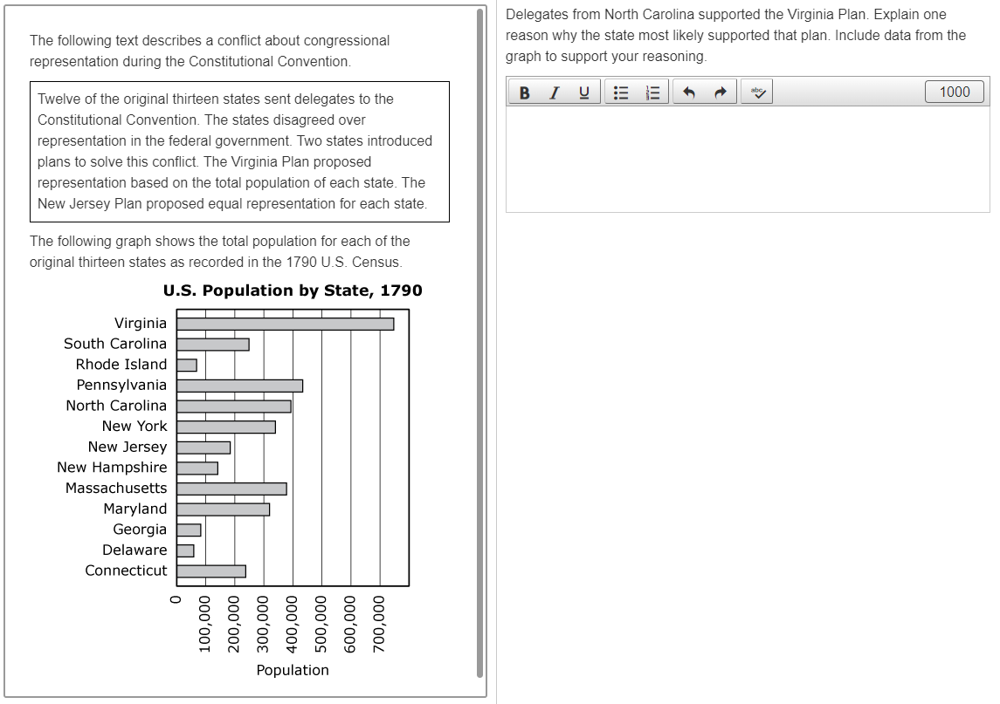 The following text describes a conflict about congressional
representation during the Constitutional Convention.
Twelve of the original thirteen states sent delegates to the
Constitutional Convention. The states disagreed over
representation in the federal government. Two states introduced
plans to solve this conflict. The Virginia Plan proposed
representation based on the total population of each state. The
New Jersey Plan proposed equal representation for each state.
The following graph shows the total population for each of the
original thirteen states as recorded in the 1790 U.S. Census.
U.S. Population by State, 1790
Virginia
South Carolina
Rhode Island
Pennsylvania
North Carolina
New York
New Jersey
New Hampshire
Massachusetts
Maryland
Georgia
Delaware
Connecticut
0
100,000
200,000
300,000
400,000
500,000
600,000
700,000
Population
Delegates from North Carolina supported the Virginia Plan. Explain one
reason why the state most likely supported that plan. Include data from the
graph to support your reasoning.
B I U abc 1000